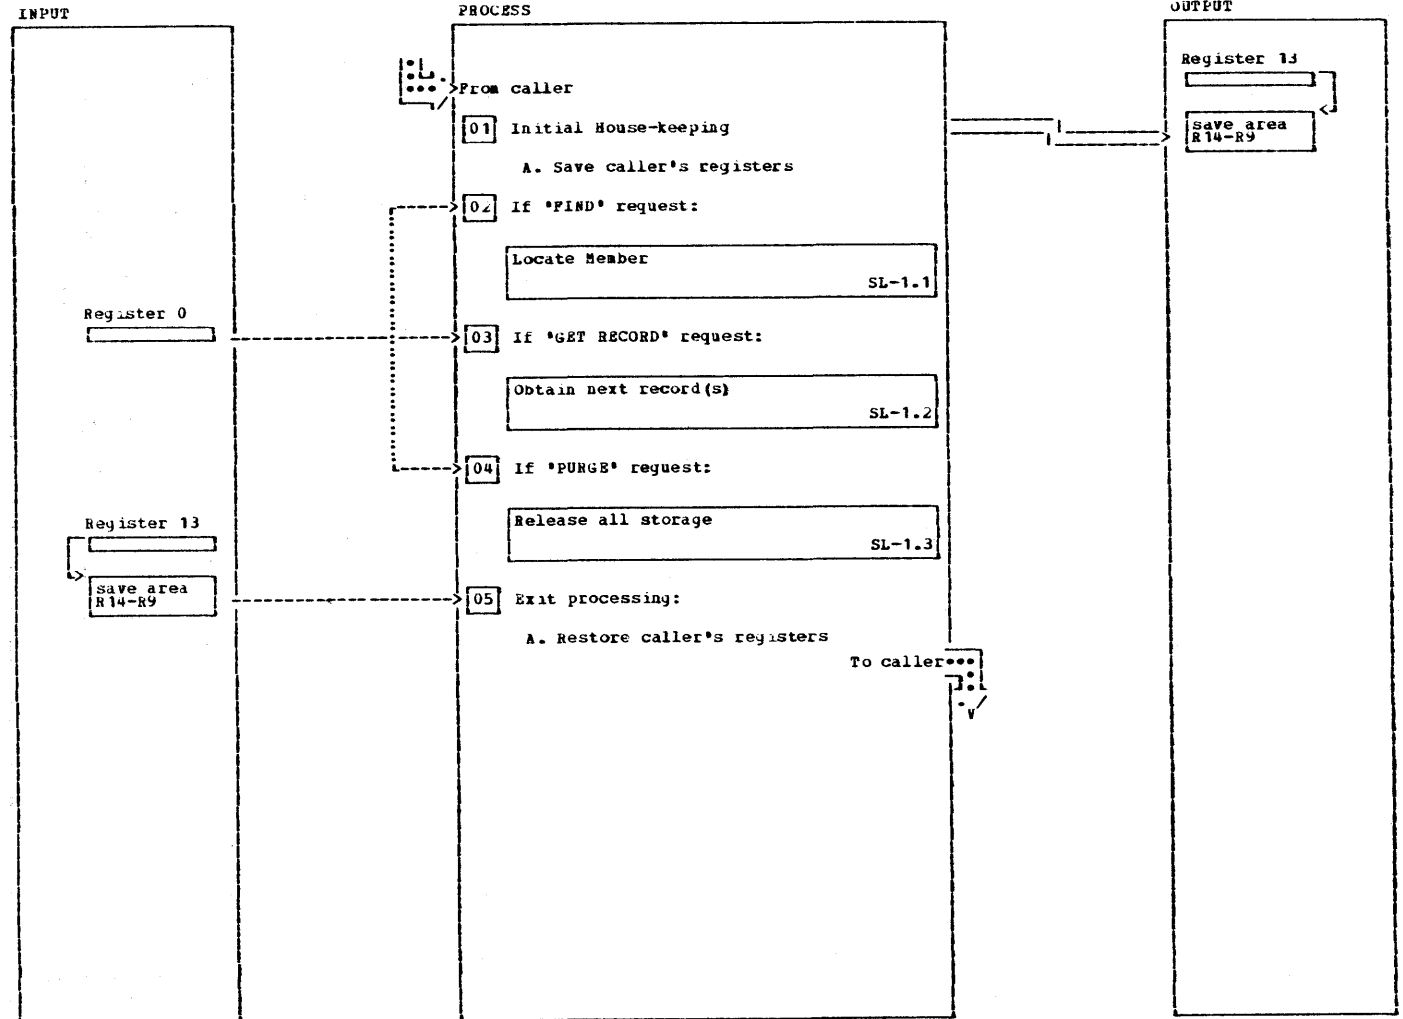 INPUT
PROCESS
OUTPUT
From caller
01 Initial House-keeping
A. Save caller's registers
02 If 'FIND' request:
Locate Member
SL-1.1
03 If 'GET RECORD' request:
Obtain next record(s)
SL-1.2
04 If 'PURGE' request:
Release all storage
SL-1.3
05 Exit processing:
A. Restore caller's registers
To caller
Register 0
Register 13
save area
R14-R9
Register 13
save area
R14-R9